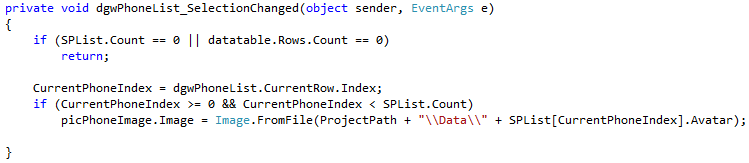 private void dgwPhoneList_SelectionChanged(object sender, EventArgs e)
{
    if (SPList.Count == 0 || datatable.Rows.Count == 0)
        return;

    CurrentPhoneIndex = dgwPhoneList.CurrentRow.Index;
    if (CurrentPhoneIndex >= 0 && CurrentPhoneIndex < SPList.Count)
        picPhoneImage.Image = Image.FromFile(ProjectPath + "\\Data\\" + SPList[CurrentPhoneIndex].Avatar);

}